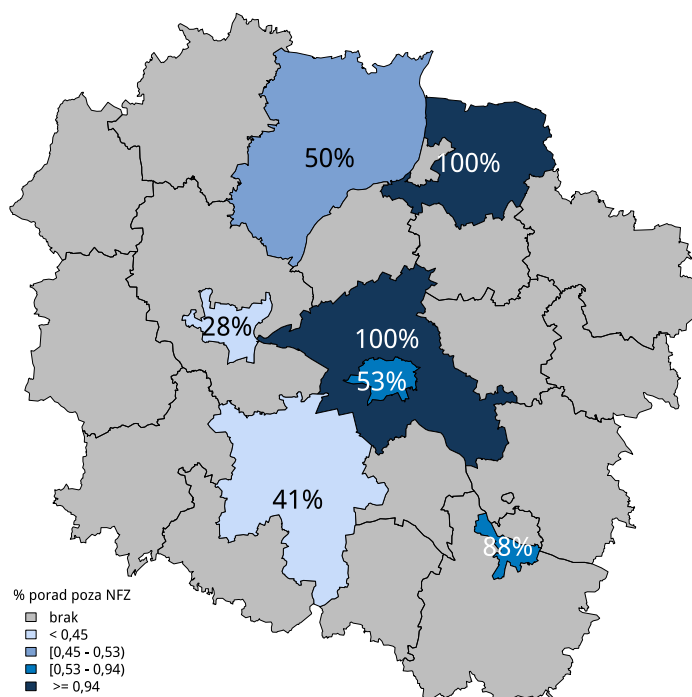 50%
100%
28%
100%
53%
41%
88%
% porad poza NFZ
brak
< 0,45
[0,45 - 0,53)
[0,53 - 0,94)
>= 0,94